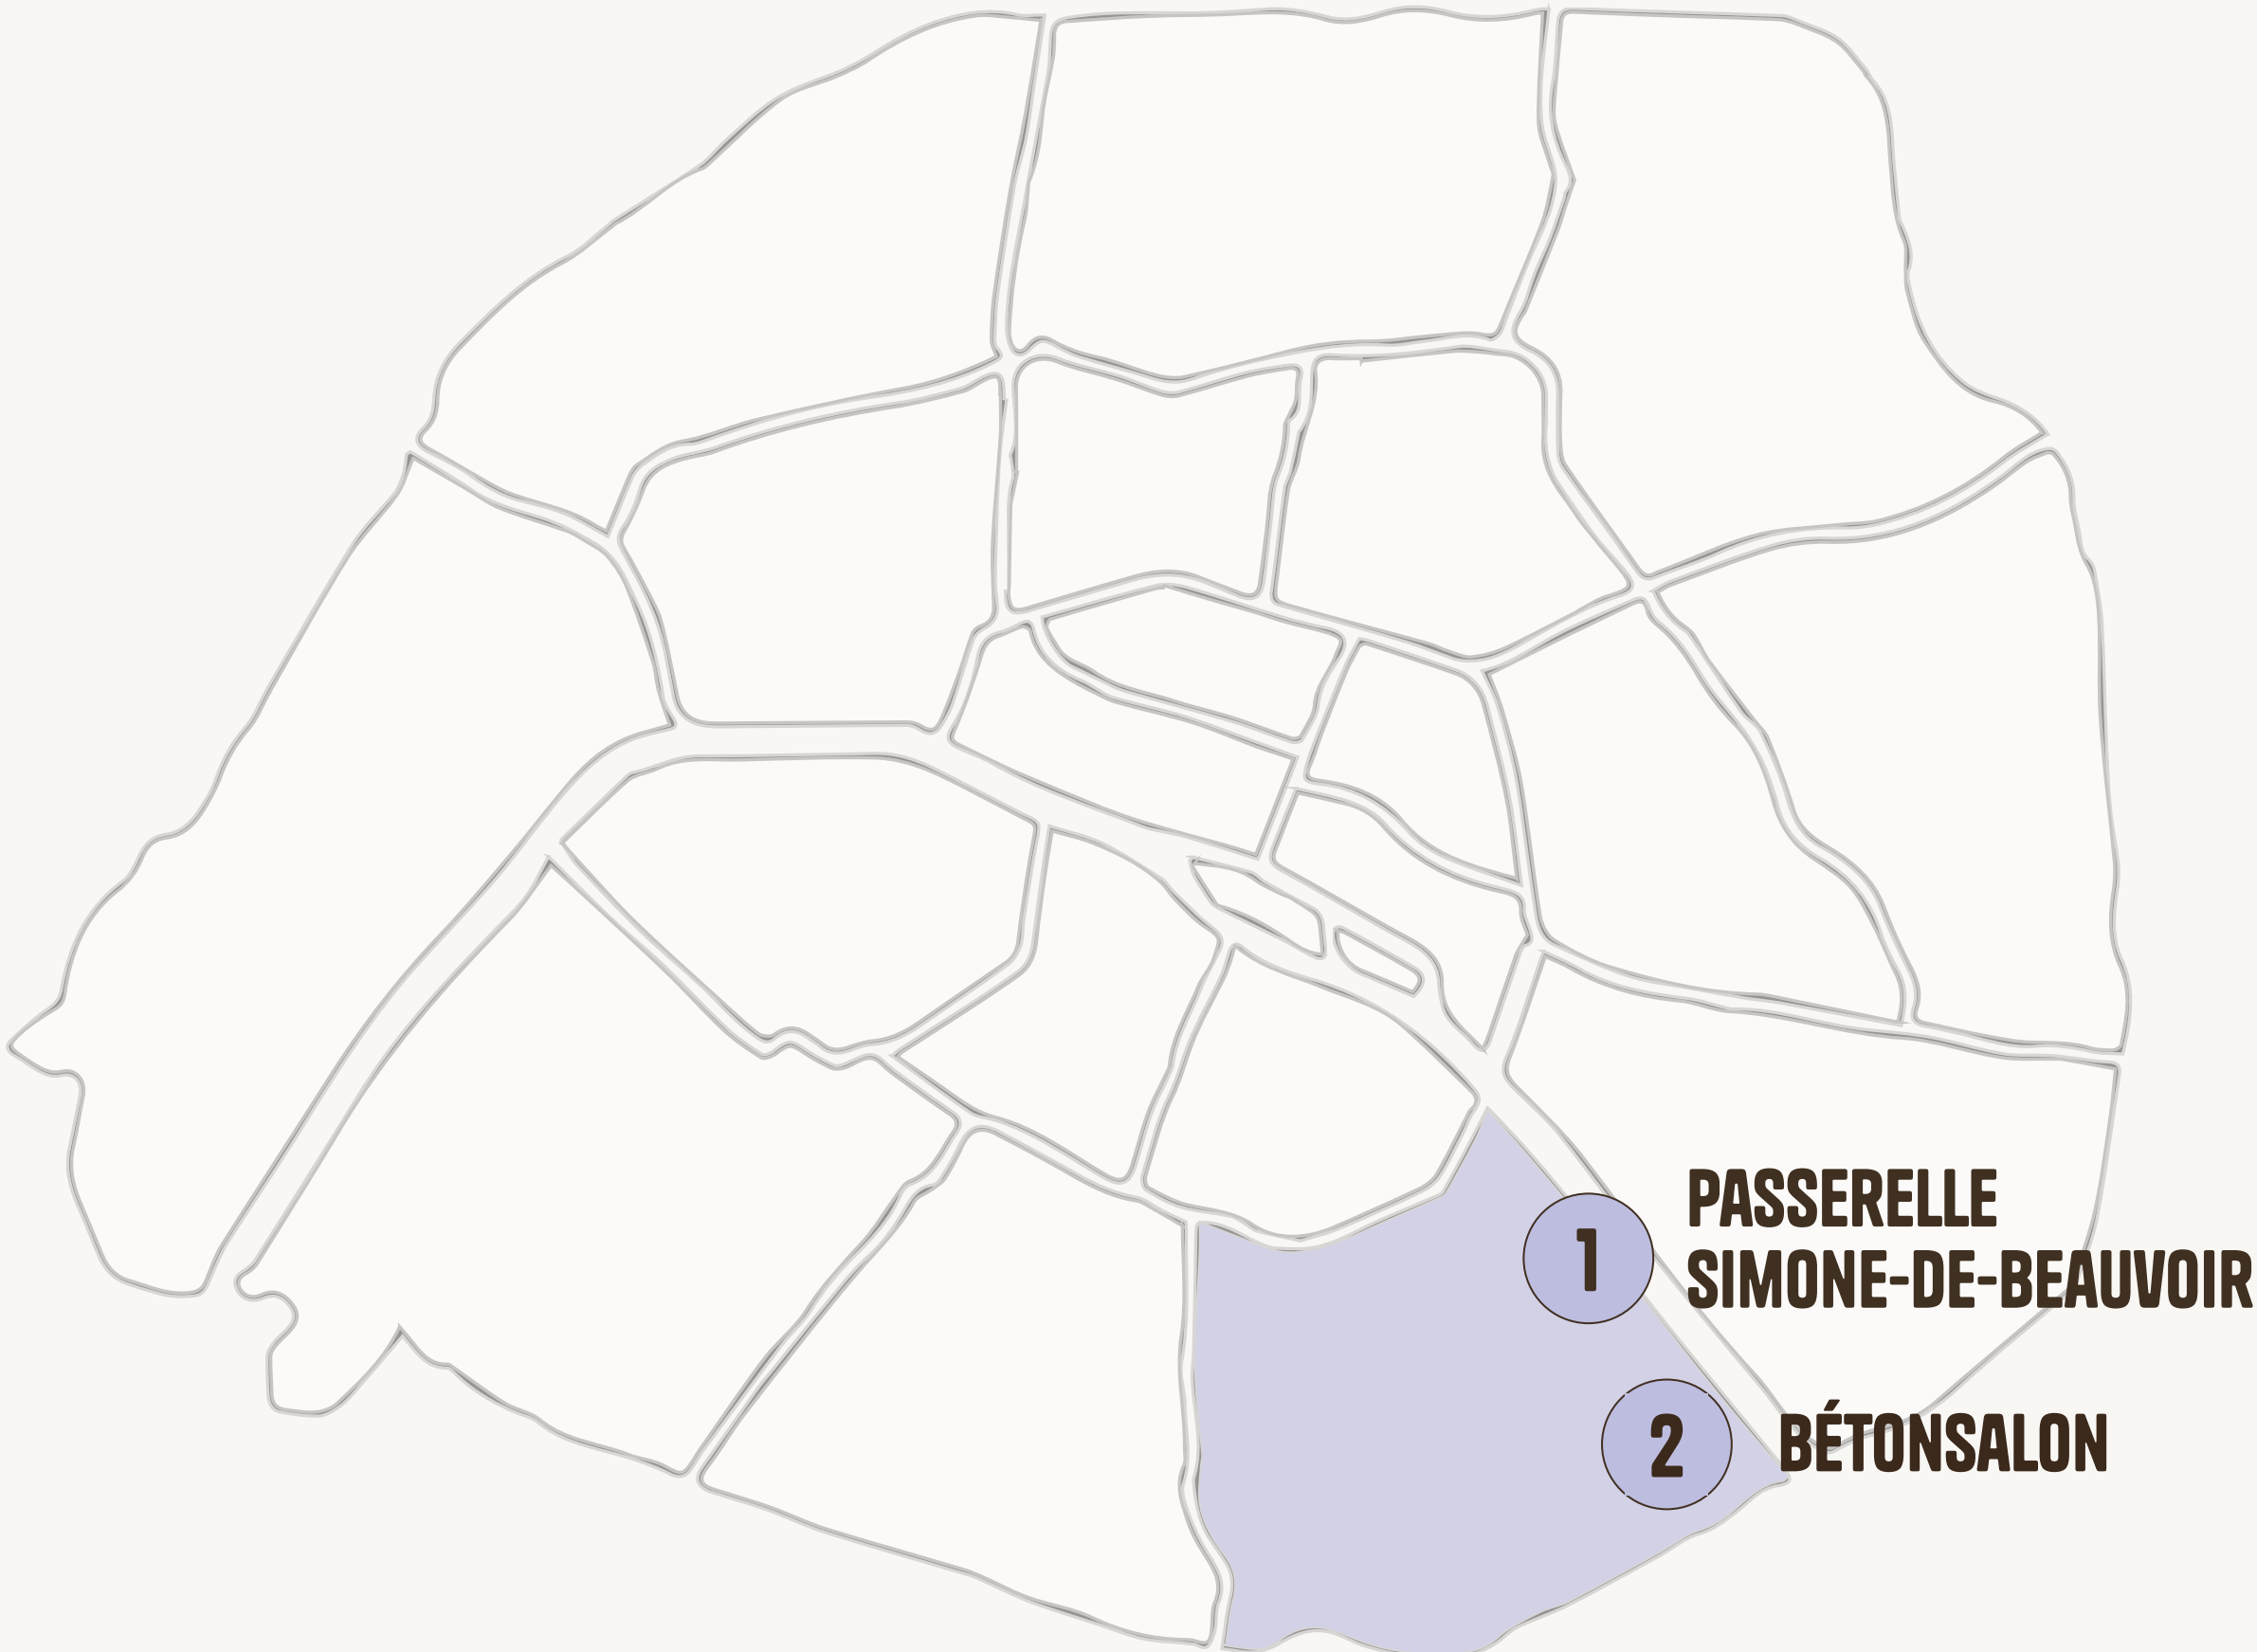 PASSERELLE
SIMONE-DE-BEAUVOIR
1
2
BÉTONSALON